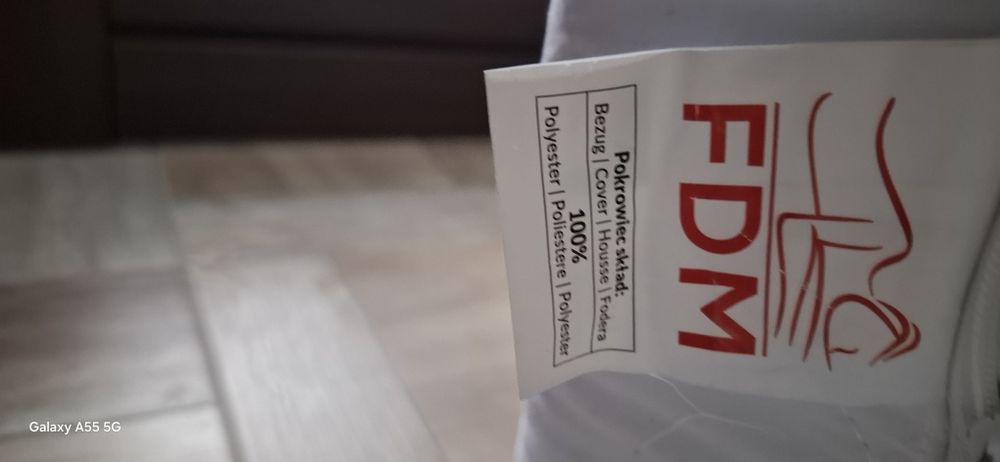 FDM
Pokrowiec skład:
Bezug | Cover | Housse | Fodera
100%
Polyester | Poliestere | Polyester
Galaxy A55 5G